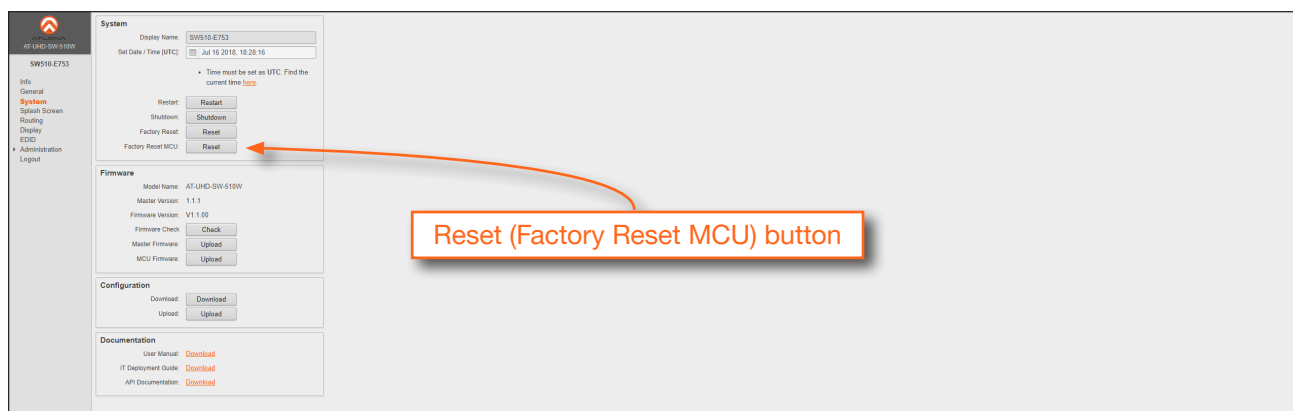 ATLONA
AT-UHD-SW-510W
SW510-E753
Info
General
System
Splash Screen
Routing
Display
EDID
Administration
Logout
System
Display Name: SW510-E753
Set Date / Time [UTC]: Jul 16 2018, 18:28:16
• Time must be set as UTC. Find the
current time here.
Restart: Restart
Shutdown: Shutdown
Factory Reset: Reset
Factory Reset MCU: Reset
Firmware
Model Name: AT-UHD-SW-510W
Master Version: 1.1.1
Firmware Version: V1.1.00
Firmware Check Check
Master Firmware: Upload
MCU Firmware: Upload
Configuration
Download: Download
Upload: Upload
Documentation
User Manual: Download
IT Deployment Guide: Download
API Documentation: Download
Reset (Factory Reset MCU) button